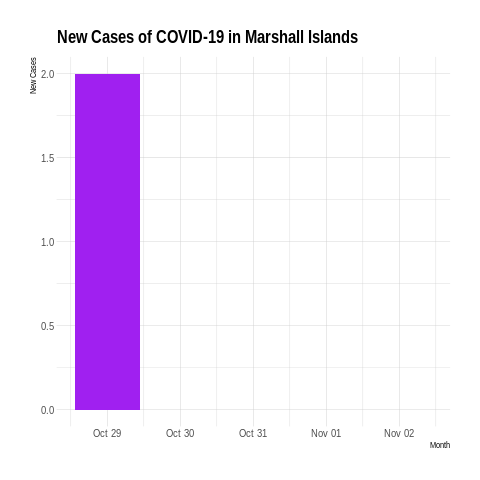 New Cases of COVID-19 in Marshall Islands
New Cases
2.0
1.5
1.0
0.5
0.0
Oct 29 Oct 30 Oct 31 Nov 01 Nov 02
Month